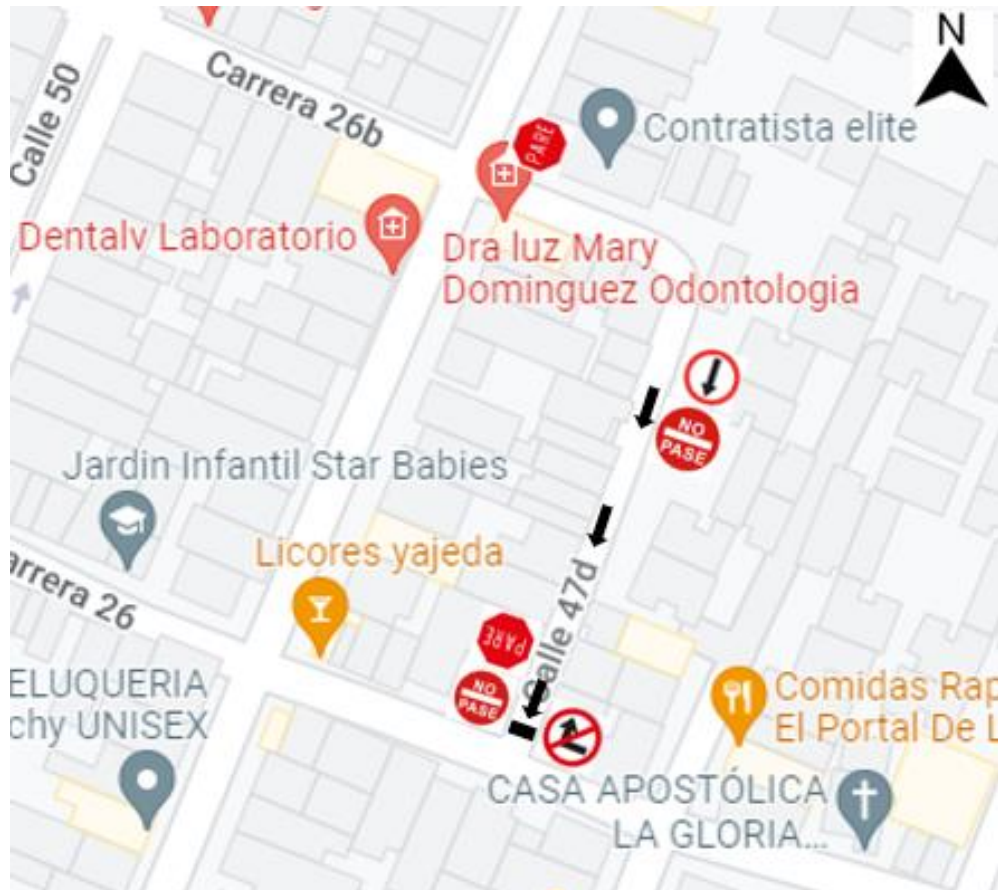 N
Carrera 26b
Calle 50
PARE
Contratista elite
Dentalv Laboratorio
Dra luz Mary
Dominguez Odontologia
NO
PASE
Jardin Infantil Star Babies
Licores yajeda
arrera 26
PARE
Calle 47d
NO
PASE
ELUQUERIA
chy UNISEX
Comidas Rap
El Portal De L
CASA APOSTÓLICA
LA GLORIA...